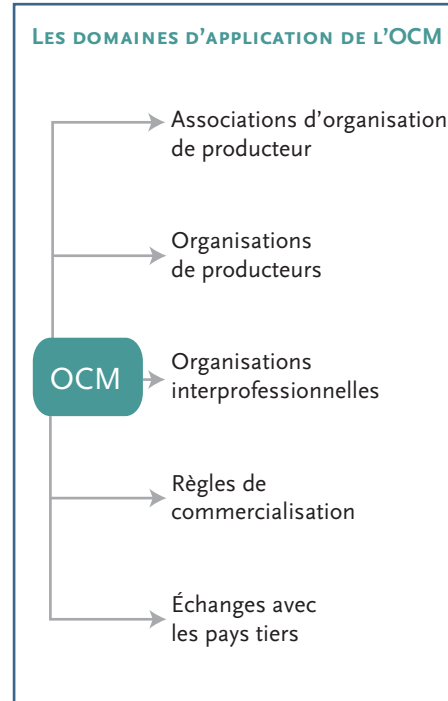 Les domaines d'application de l'OCM
Associations d'organisation
de producteur
Organisations
de producteurs
OCM
Organisations
interprofessionnelles
Règles de
commercialisation
Échanges avec
les pays tiers